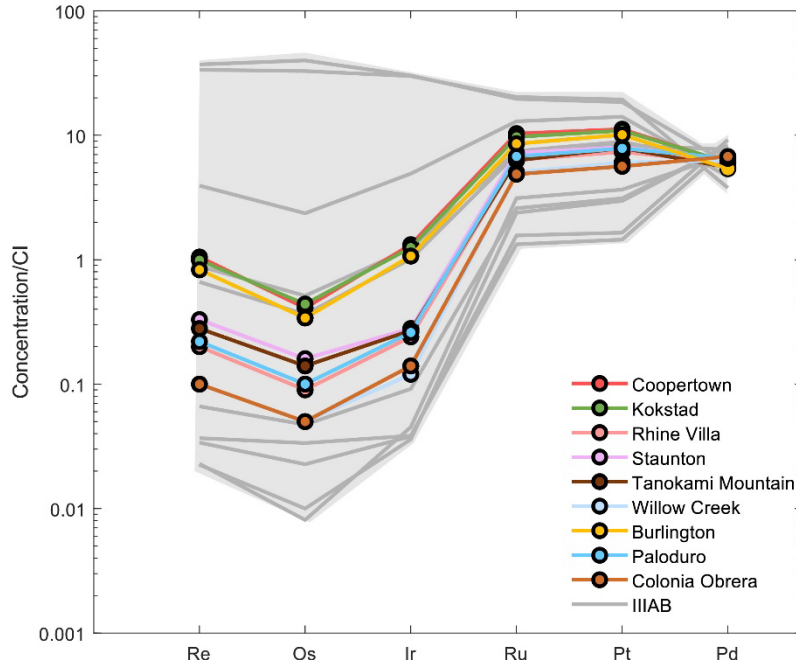 100
10
1
0.1
0.01
0.001
Concentration/CI
Coopertown
Kokstad
Rhine Villa
Staunton
Tanokami Mountain
Willow Creek
Burlington
Paloduro
Colonia Obrera
IIIAB
Re Os Ir Ru Pt Pd